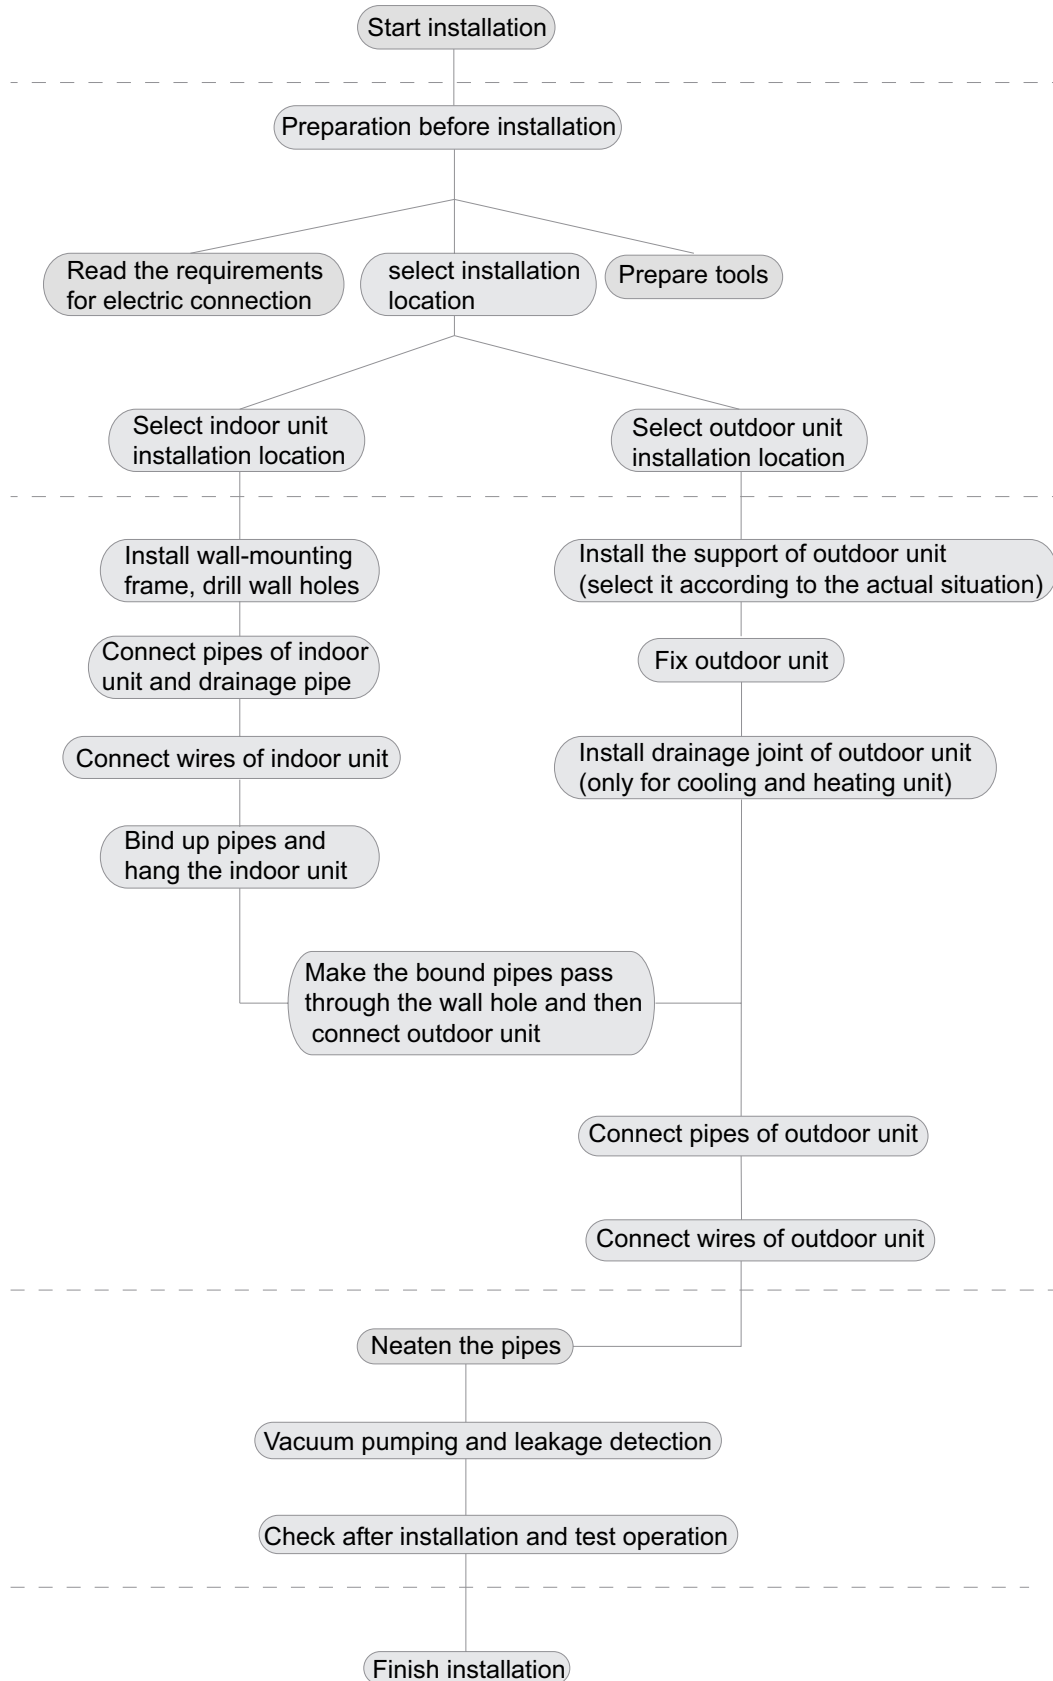 Start installation
Preparation before installation
Read the requirements
for electric connection
select installation
location
Prepare tools
Select indoor unit
installation location
Select outdoor unit
installation location
Install wall-mounting
frame, drill wall holes
Install the support of outdoor unit
(select it according to the actual situation)
Connect pipes of indoor
unit and drainage pipe
Fix outdoor unit
Connect wires of indoor unit
Install drainage joint of outdoor unit
(only for cooling and heating unit)
Bind up pipes and
hang the indoor unit
Make the bound pipes pass
through the wall hole and then
connect outdoor unit
Connect pipes of outdoor unit
Connect wires of outdoor unit
Neaten the pipes
Vacuum pumping and leakage detection
Check after installation and test operation
Finish installation